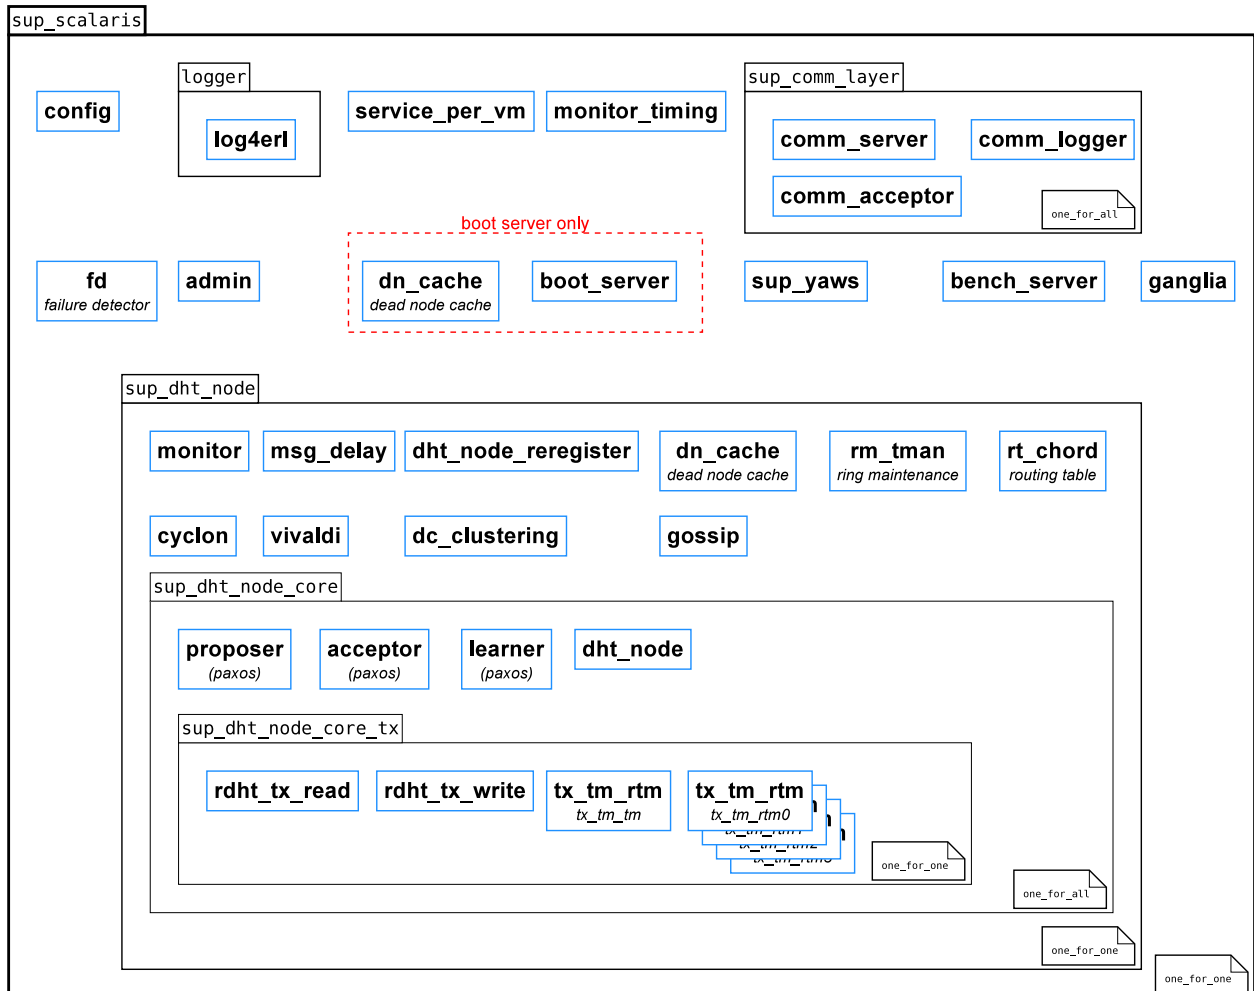 sup_scalaris
logger
sup_comm_layer
config
service_per_vm
monitor_timing
log4erl
comm_server
comm_logger
comm_acceptor
one_for_all
boot server only
fd
failure detector
admin
dn_cache
dead node cache
boot_server
sup_yaws
bench_server
ganglia
sup_dht_node
monitor
msg_delay
dht_node_reregister
dn_cache
dead node cache
rm_tman
ring maintenance
rt_chord
routing table
cyclon
vivaldi
dc_clustering
gossip
sup_dht_node_core
proposer
(paxos)
acceptor
(paxos)
learner
(paxos)
dht_node
sup_dht_node_core_tx
rdht_tx_read
rdht_tx_write
tx_tm_rtm
tx_tm_tm
tx_tm_rtm
tx_tm_rtm0
one_for_one
one_for_all
one_for_one
one_for_one